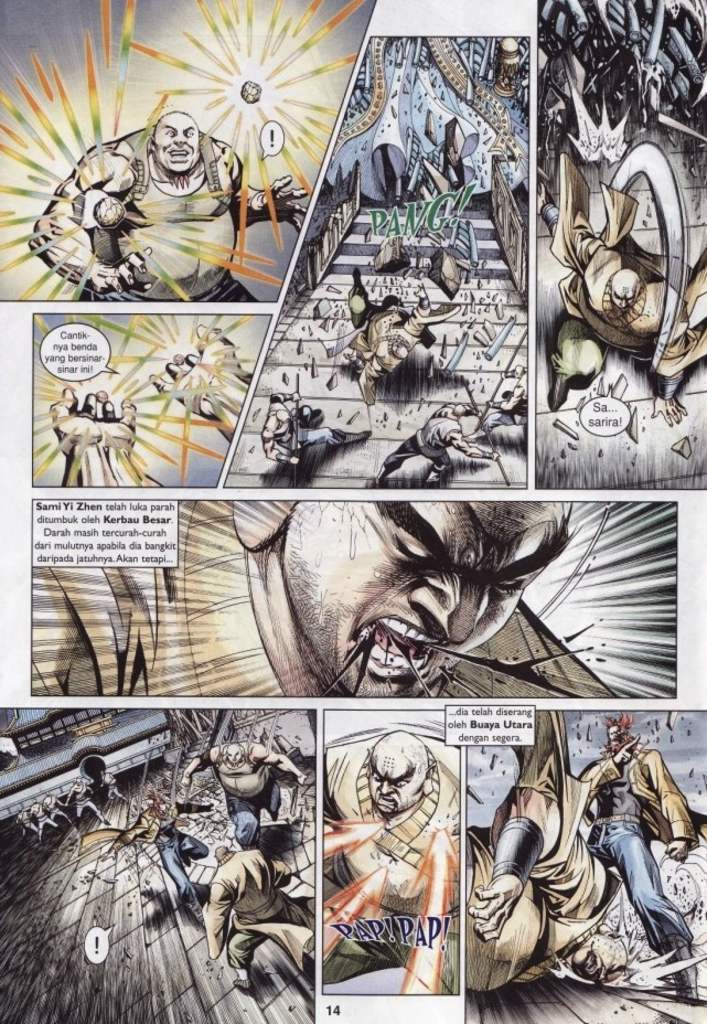 !
PANG!
Cantik-
nya benda
yang bersinar-
sinar ini!
Sa...
sarira!
Sami Yi Zhen telah luka parah
ditumbuk oleh Kerbau Besar.
Darah masih tercurah-curah
dari mulutnya apabila dia bangkit
daripada jatuhnya. Akan tetapi...
!
PAP! PAP!
...dia telah diserang
oleh Buaya Utara
dengan segera.
14